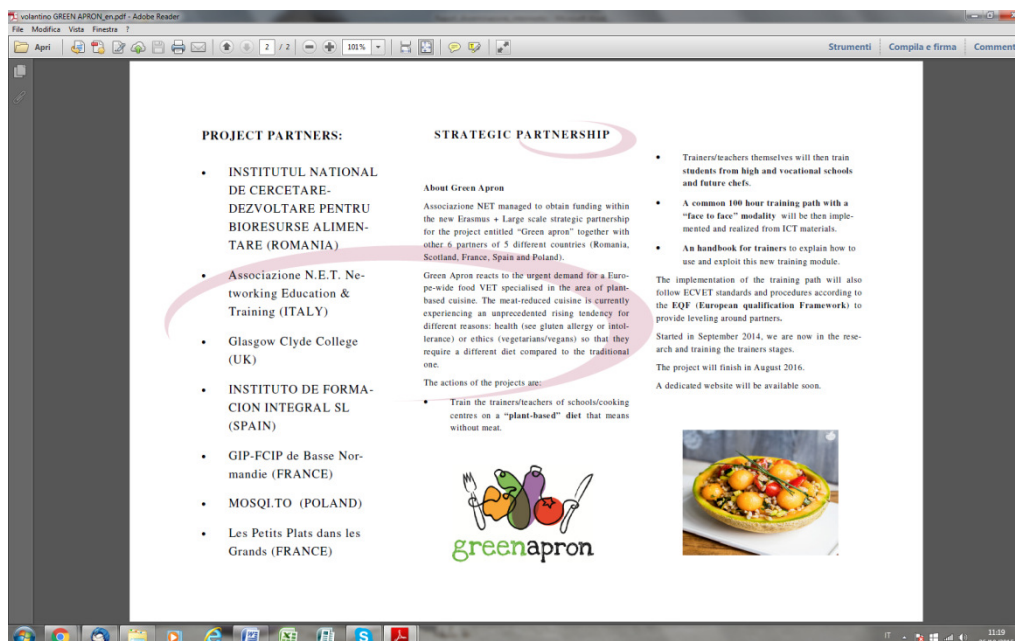 volantino GREEN APRON_en.pdf - Adobe Reader
File Modifica Vista Finestra ?
Apri 2 / 2 101% Strumenti Compila e firma Comment
PROJECT PARTNERS:
• INSTITUTUL NATIONAL
DE CERCETARE-
DEZVOLTARE PENTRU
BIORESURSE ALIMEN-
TARE (ROMANIA)
• Associazione N.E.T. Ne-
tworking Education &
Training (ITALY)
• Glasgow Clyde College
(UK)
• INSTITUTO DE FORMA-
CION INTEGRAL SL
(SPAIN)
• GIP-FCIP de Basse Nor-
mandie (FRANCE)
• MOSQI.TO (POLAND)
• Les Petits Plats dans les
Grands (FRANCE)
STRATEGIC PARTNERSHIP
About Green Apron
Associazione NET managed to obtain funding within
the new Erasmus + Large scale strategic partnership
for the project entitled "Green apron" together with
other 6 partners of 5 different countries (Romania,
Scotland, France, Spain and Poland).
Green Apron reacts to the urgent demand for a Euro-
pe-wide food VET specialised in the area of plant-
based cuisine. The meat-reduced cuisine is currently
experiencing an unprecedented rising tendency for
different reasons: health (see gluten allergy or intol-
lerance) or ethics (vegetarians/vegans) so that they
require a different diet compared to the traditional
one.
The actions of the projects are:
• Train the trainers/teachers of schools/cooking
centres on a "plant-based" diet that means
without meat.
greenapron
• Trainers/teachers themselves will then train
students from high and vocational schools
and future chefs.
• A common 100 hour training path with a
"face to face" modality will be then imple-
mented and realized from ICT materials.
• An handbook for trainers to explain how to
use and exploit this new training module.
The implementation of the training path will also
follow ECVET standards and procedures according to
the EQF (European qualification Framework) to
provide leveling around partners.
Started in September 2014, we are now in the rese-
arch and training the trainers stages.
The project will finish in August 2016.
A dedicated website will be available soon.
IT 11:19